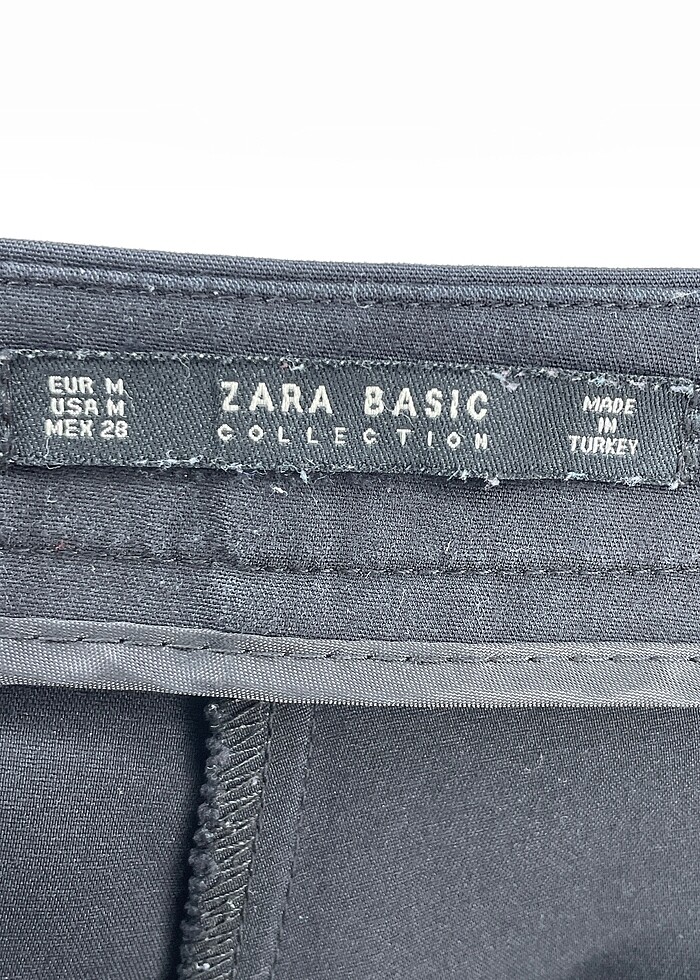 EUR M
USA M
MEX 28
ZARA BASIC
COLLECTION
MADE
IN
TURKEY